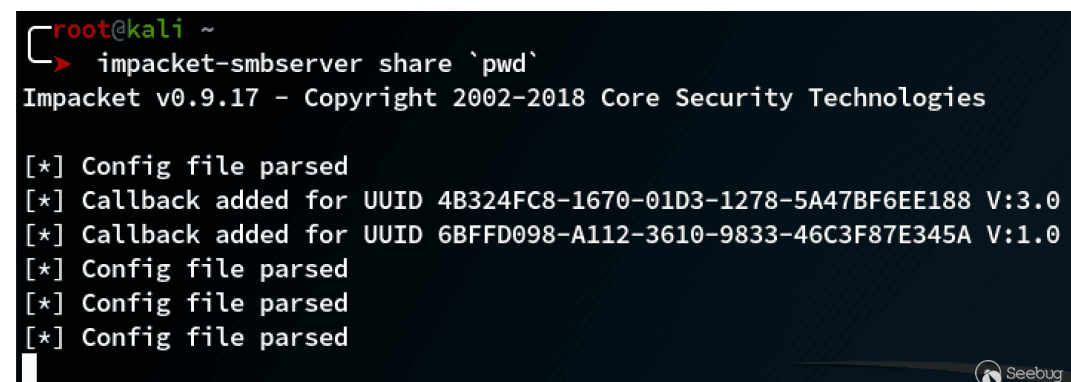 root@kali ~
➤ impacket-smbserver share `pwd`
Impacket v0.9.17 - Copyright 2002-2018 Core Security Technologies
[*] Config file parsed
[*] Callback added for UUID 4B324FC8-1670-01D3-1278-5A47BF6EE188 V:3.0
[*] Callback added for UUID 6BFFD098-A112-3610-9833-46C3F87E345A V:1.0
[*] Config file parsed
[*] Config file parsed
[*] Config file parsed
Seebug